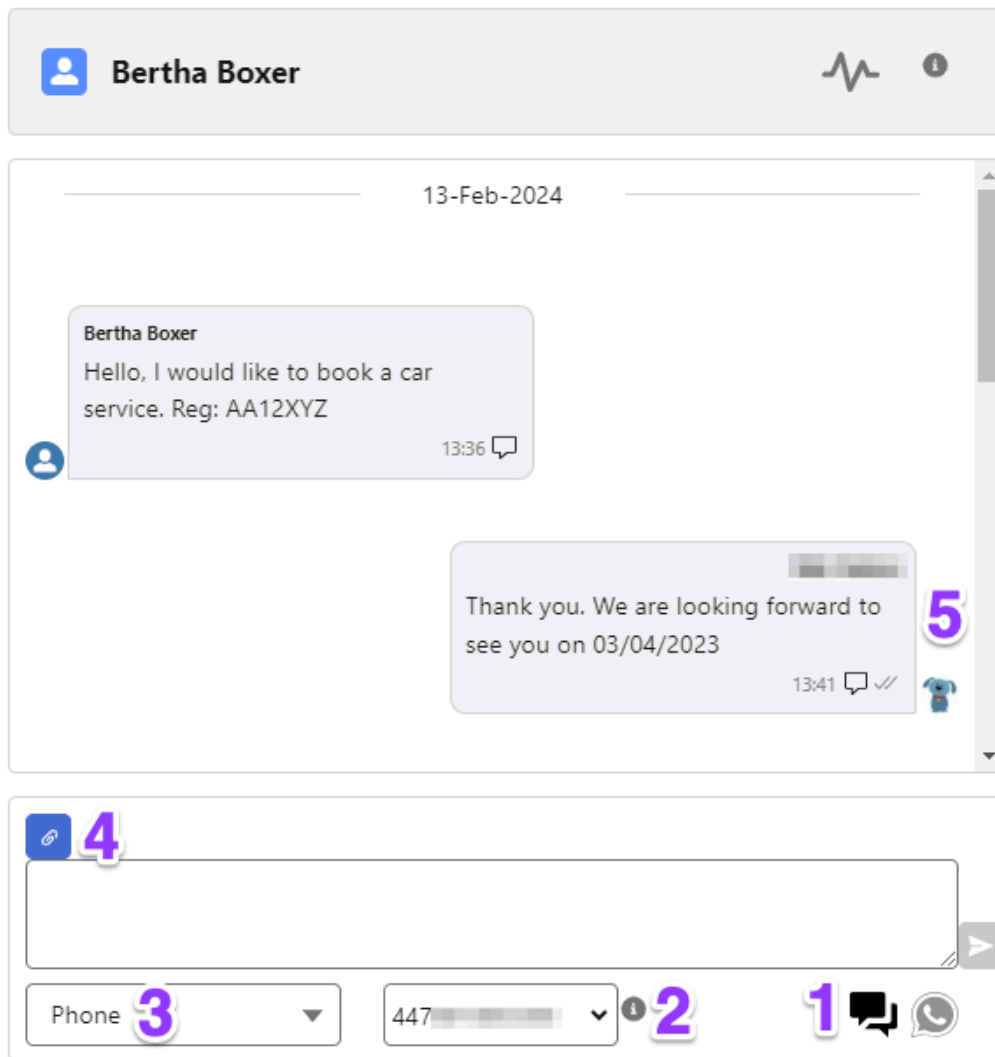 Bertha Boxer
13-Feb-2024
Bertha Boxer
Hello, I would like to book a car
service. Reg: AA12XYZ
13:36
Thank you. We are looking forward to
see you on 03/04/2023
13:41
5
4
Phone 3
447
2
1